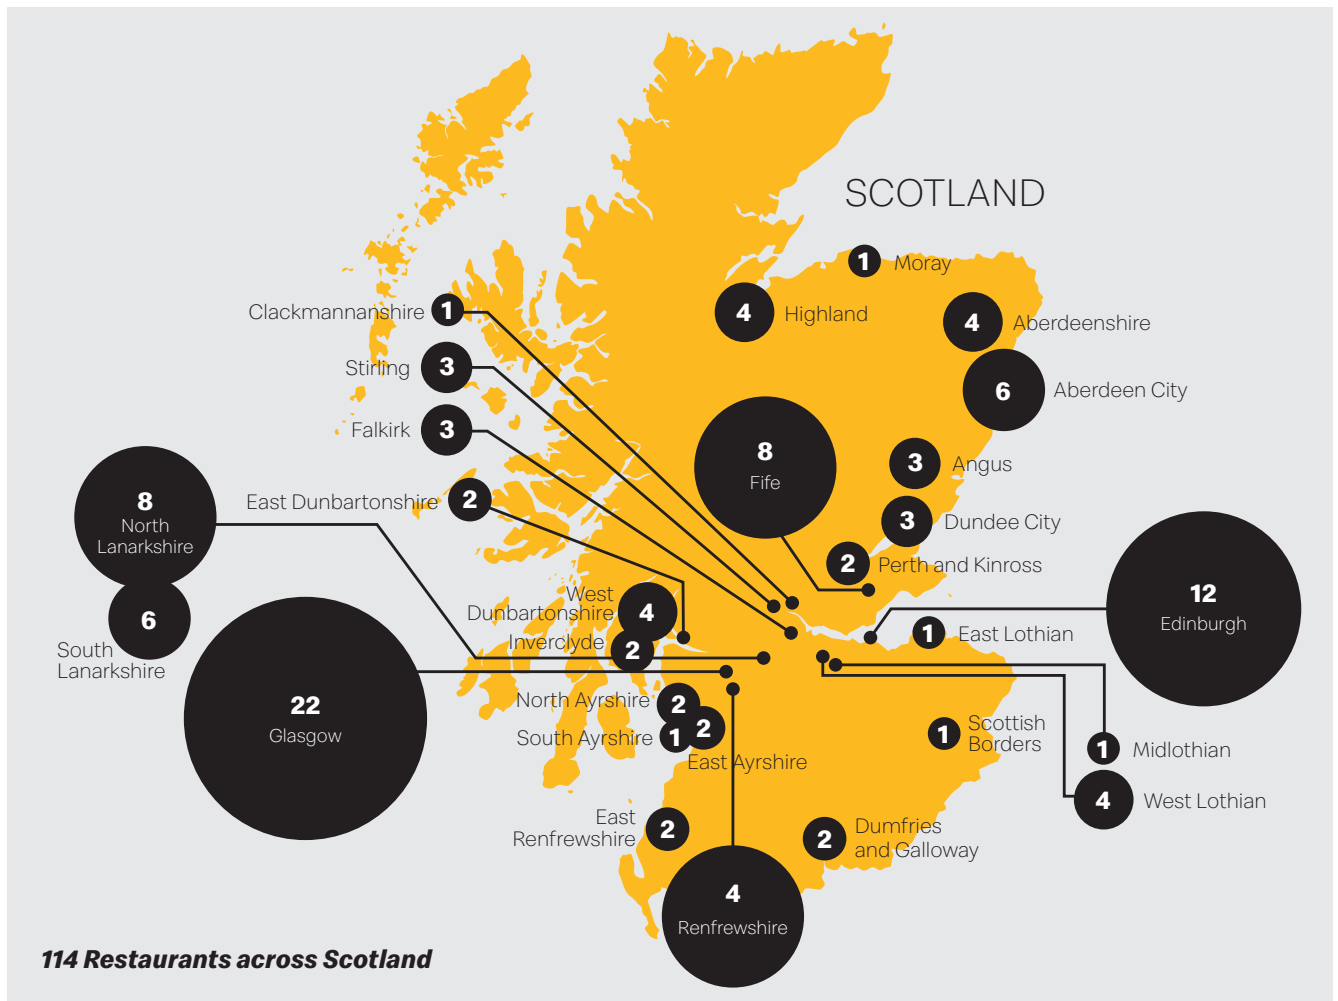 SCOTLAND
1
Moray
Clackmannanshire
1
4
Highland
4
Aberdeenshire
Stirling
3
6
Aberdeen City
Falkirk
3
8
Fife
3
Angus
East Dunbartonshire
2
8
North
Lanarkshire
3
Dundee City
2
Perth and Kinross
12
Edinburgh
West
Dunbartonshire
4
6
South
Lanarkshire
Inverclyde
2
1
East Lothian
22
Glasgow
North Ayrshire
2
South Ayrshire
1
2
East Ayrshire
1
Scottish
Borders
1
Midlothian
4
West Lothian
East
Renfrewshire
2
2
Dumfries
and Galloway
4
Renfrewshire
114 Restaurants across Scotland